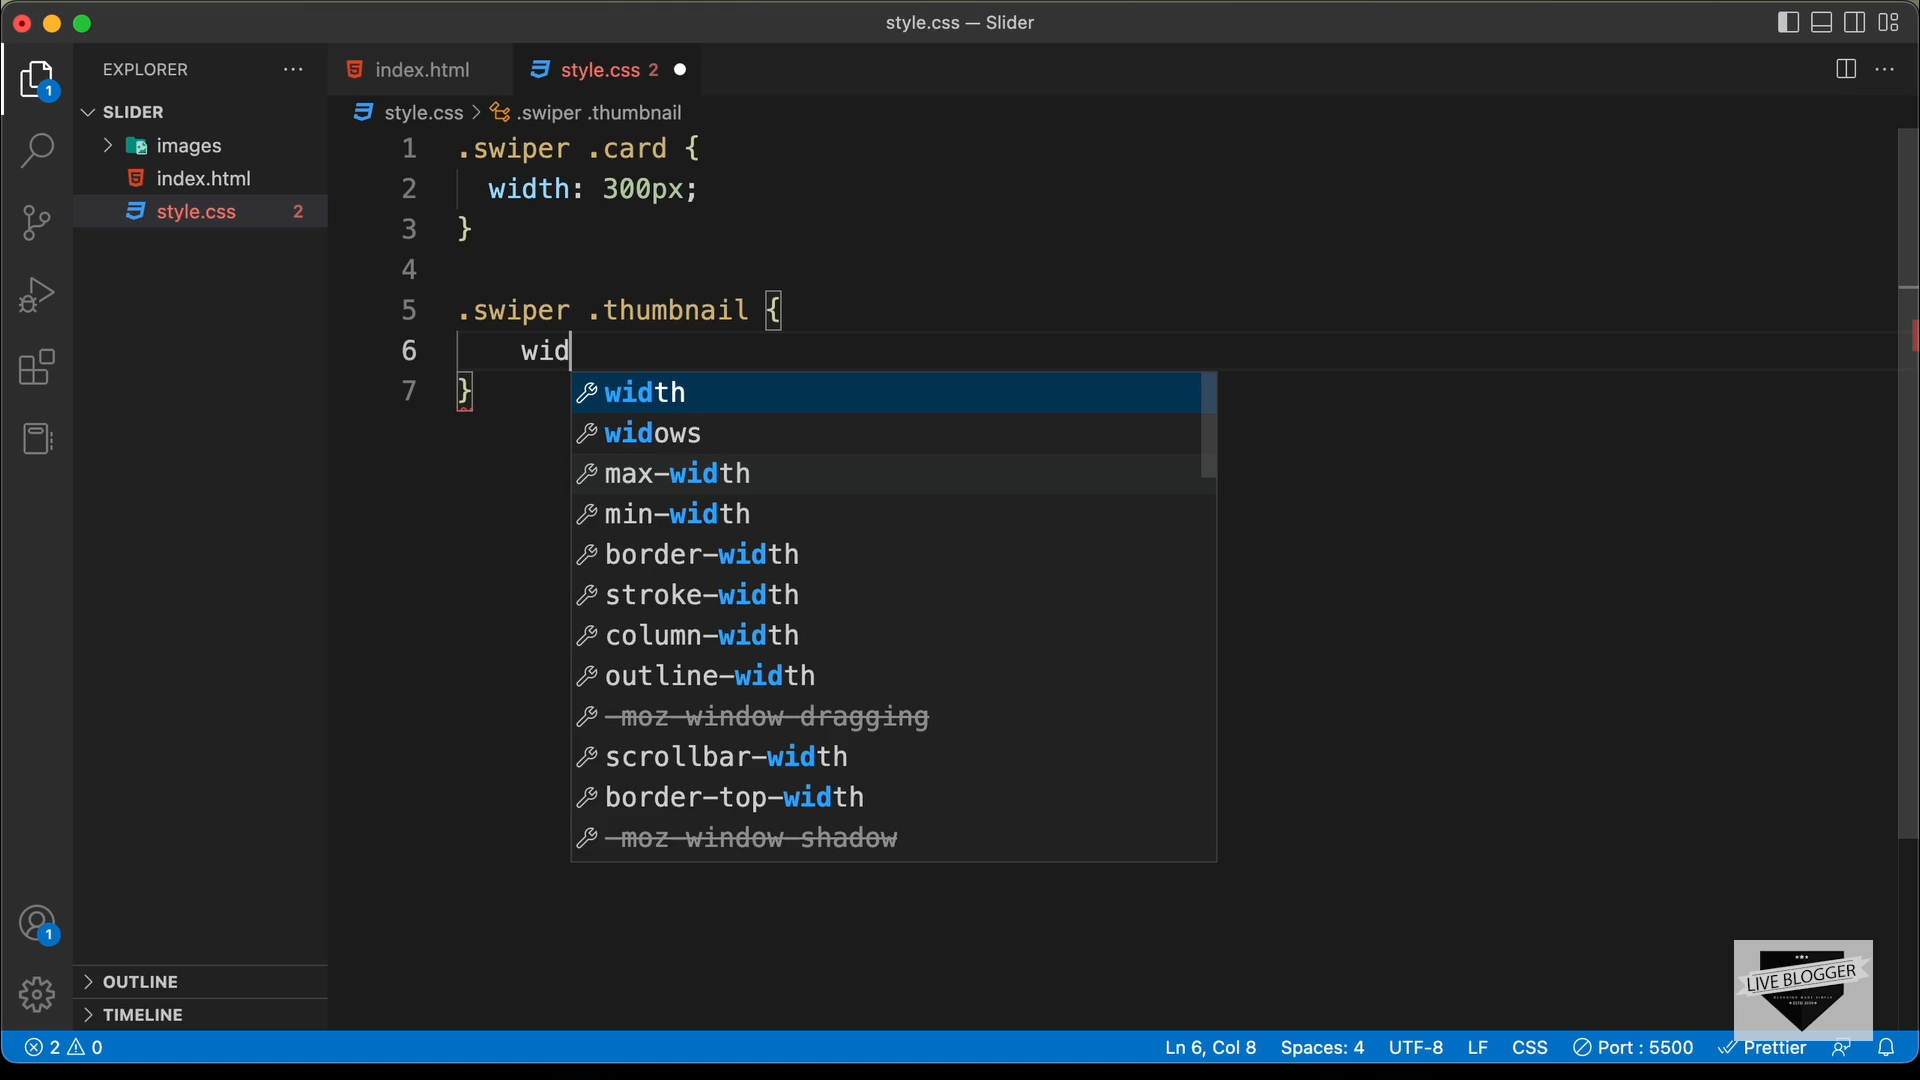 style.css — Slider
EXPLORER
index.html
style.css 2
1
SLIDER
style.css > .swiper .thumbnail
images
index.html
style.css 2
1 .swiper .card {
2 width: 300px;
3 }
4
5 .swiper .thumbnail {
6 wid
7 }
width
widows
max-width
min-width
border-width
stroke-width
column-width
outline-width
-moz-window-dragging
scrollbar-width
border-top-width
-moz-window-shadow
1
OUTLINE
TIMELINE
LIVE BLOGGER
2 0
Ln 6, Col 8 Spaces: 4 UTF-8 LF CSS Port : 5500 Prettier